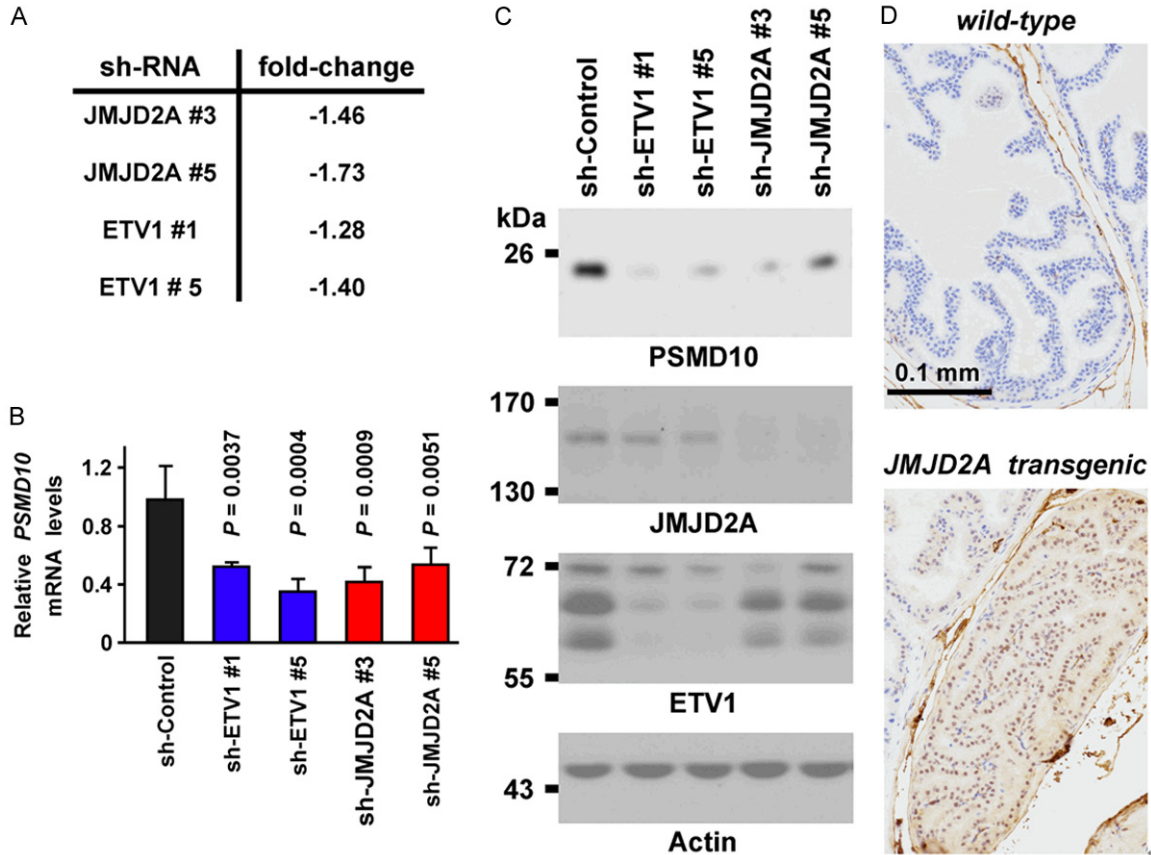 A
sh-RNA fold-change
JMJD2A #3 -1.46
JMJD2A #5 -1.73
ETV1 #1 -1.28
ETV1 # 5 -1.40
B
Relative PSMD10
mRNA levels
1.2
0.8
0.4
0
P = 0.0037
P = 0.0004
P = 0.0009
P = 0.0051
sh-Control
sh-ETV1 #1
sh-ETV1 #5
sh-JMJD2A #3
sh-JMJD2A #5
C
sh-Control
sh-ETV1 #1
sh-ETV1 #5
sh-JMJD2A #3
sh-JMJD2A #5
kDa
26
PSMD10
170
130
JMJD2A
72
55
ETV1
43
Actin
D
wild-type
0.1 mm
JMJD2A transgenic